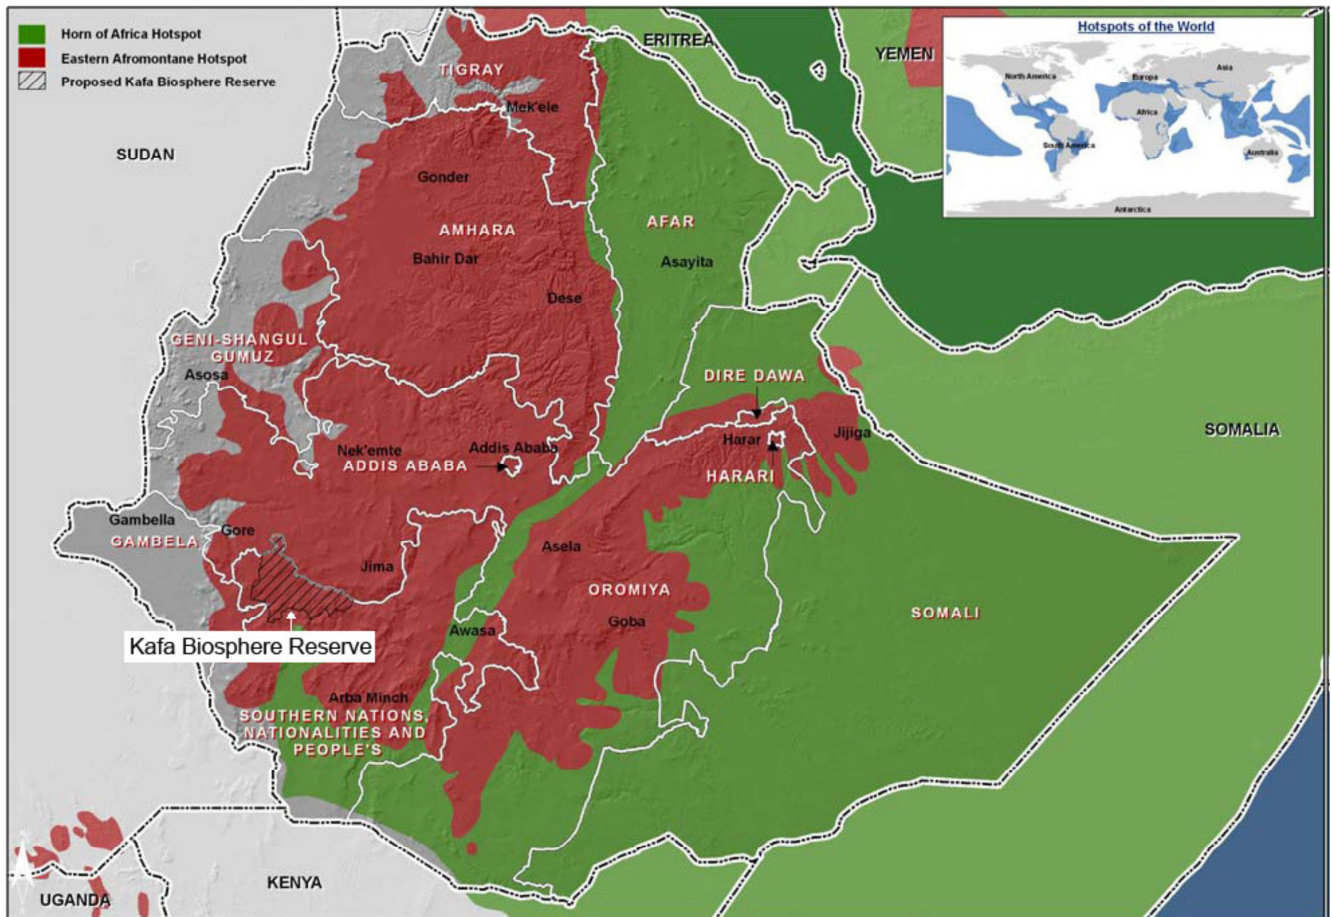 Horn of Africa Hotspot
Eastern Afromontane Hotspot
Proposed Kafa Biosphere Reserve
Hotspots of the World
North America
Europa
Asia
Africa
South America
Australia
Antarctica
ERITREA
YEMEN
TIGRAY
Mek'ele
SUDAN
Gonder
AMHARA
AFAR
Bahir Dar
Asayita
Dese
GENI-SHANGUL
GUMUZ
Asosa
DIRE DAWA
SOMALIA
Nek'emte
Addis Ababa
ADDIS ABABA
Harar
Jijiga
HARARI
Gambella
GAMBELA
Gore
Jima
Asela
OROMIYA
Goba
SOMALI
Awasa
Kafa Biosphere Reserve
Arba Minch
SOUTHERN NATIONS,
NATIONALITIES AND
PEOPLE'S
KENYA
UGANDA